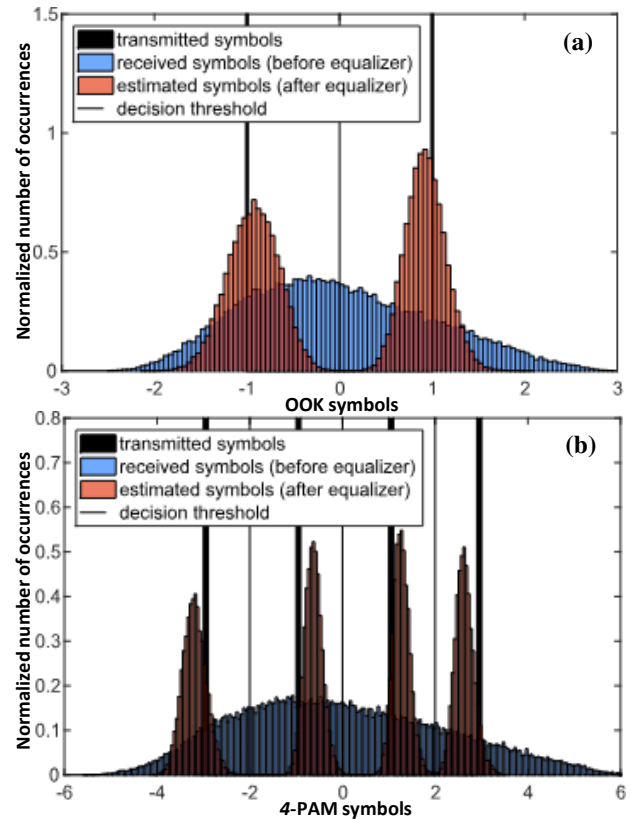 1.5
1
0.5
0
Normalized number of occurrences
transmitted symbols
received symbols (before equalizer)
estimated symbols (after equalizer)
decision threshold
(a)
-3 -2 -1 0 1 2 3
OOK symbols
0.8
0.7
0.6
0.5
0.4
0.3
0.2
0.1
0
Normalized number of occurrences
transmitted symbols
received symbols (before equalizer)
estimated symbols (after equalizer)
decision threshold
(b)
-6 -4 -2 0 2 4 6
4-PAM symbols